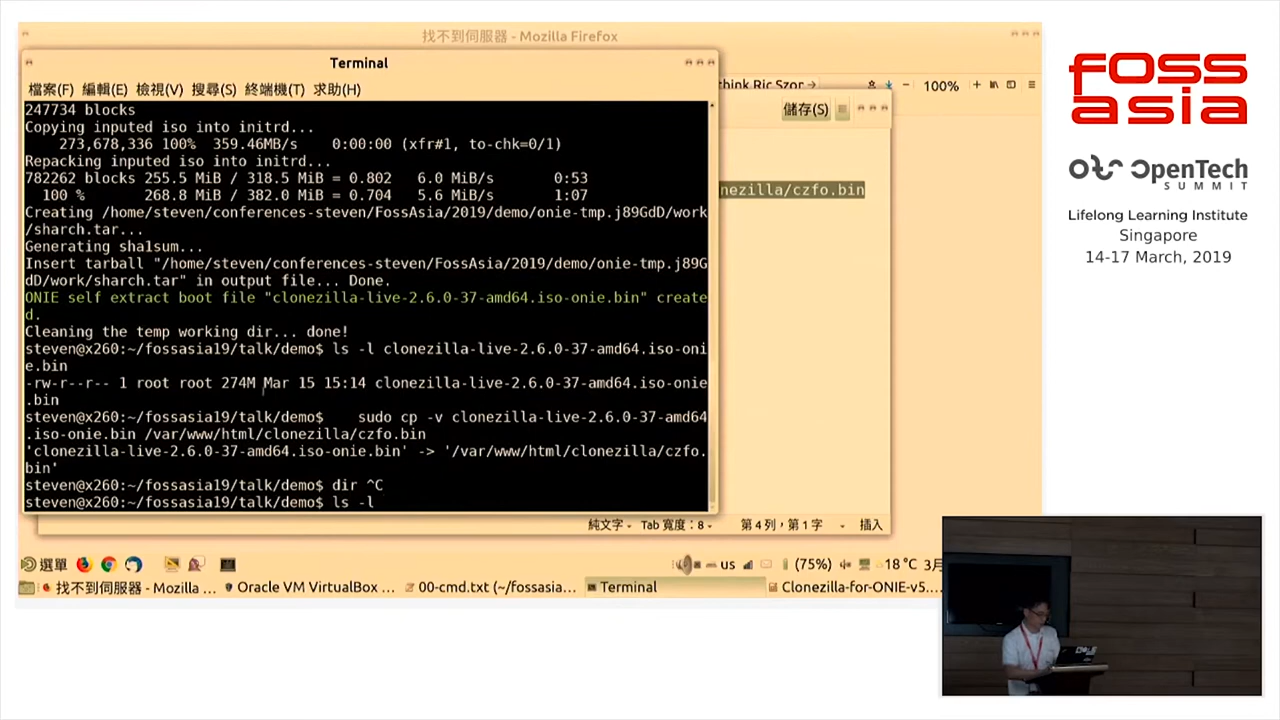 找不到伺服器 - Mozilla Firefox
Terminal
檔案(F) 編輯(E) 檢視(V) 搜尋(S) 終端機(T) 求助(H)
247734 blocks
Copying inputed iso into initrd...
273,678,336 100% 359.46MB/s 0:00:00 (xfr#1, to-chk=0/1)
Repacking inputed iso into initrd...
782262 blocks 255.5 MiB / 318.5 MiB = 0.802 6.0 MiB/s 0:53
100 % 268.8 MiB / 382.0 MiB = 0.704 5.6 MiB/s 1:07
Creating /home/steven/conferences-steven/FossAsia/2019/demo/onie-tmp.j89GdD/work
/sharch.tar...
Generating sha1sum...
Insert tarball "/home/steven/conferences-steven/FossAsia/2019/demo/onie-tmp.j89G
dD/work/sharch.tar" in output file... Done.
ONIE self extract boot file "clonezilla-live-2.6.0-37-amd64.iso-onie.bin" create
d.
Cleaning the temp working dir... done!
steven@x260:~/fossasia19/talk/demo$ ls -l clonezilla-live-2.6.0-37-amd64.iso-oni
e.bin
-rw-r--r-- 1 root root 274M Mar 15 15:14 clonezilla-live-2.6.0-37-amd64.iso-onie
.bin
steven@x260:~/fossasia19/talk/demo$ sudo cp -v clonezilla-live-2.6.0-37-amd64
.iso-onie.bin /var/www/html/clonezilla/czfo.bin
'clonezilla-live-2.6.0-37-amd64.iso-onie.bin' -> '/var/www/html/clonezilla/czfo.
bin'
steven@x260:~/fossasia19/talk/demo$ dir ^C
steven@x260:~/fossasia19/talk/demo$ ls -l
think Ric Szor
100%
儲存(S)
nezilla/czfo.bin
純文字 Tab 寬度：8 第 4 列，第 1 字 插入
選單 us (75%) 18 °C 3月
找不到伺服器 - Mozilla ... Oracle VM VirtualBox ... 00-cmd.txt (~/fossasia... Terminal Clonezilla-for-ONIE-v5....
FOSS
ASIA
OpenTech
SUMMIT
Lifelong Learning Institute
Singapore
14-17 March, 2019